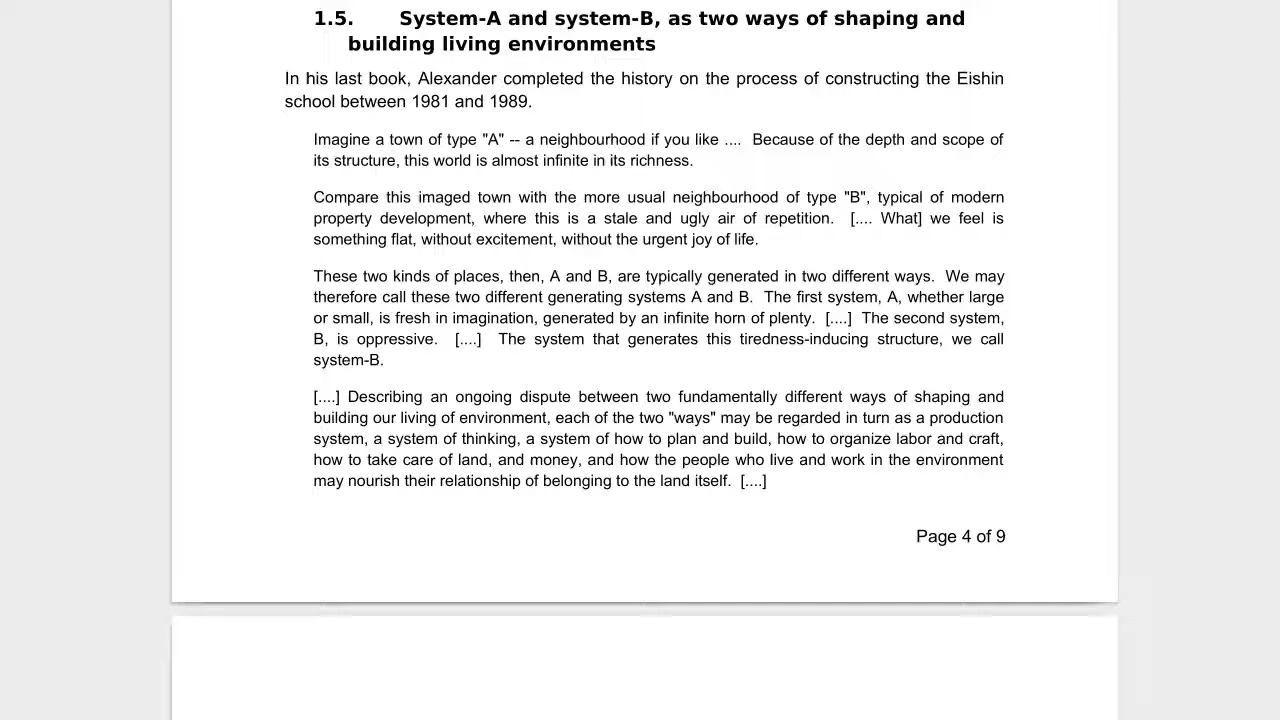 1.5. System-A and system-B, as two ways of shaping and
building living environments
In his last book, Alexander completed the history on the process of constructing the Eishin
school between 1981 and 1989.
Imagine a town of type "A" -- a neighbourhood if you like .... Because of the depth and scope of
its structure, this world is almost infinite in its richness.
Compare this imaged town with the more usual neighbourhood of type "B", typical of modern
property development, where this is a stale and ugly air of repetition. [.... What] we feel is
something flat, without excitement, without the urgent joy of life.
These two kinds of places, then, A and B, are typically generated in two different ways. We may
therefore call these two different generating systems A and B. The first system, A, whether large
or small, is fresh in imagination, generated by an infinite horn of plenty. [....] The second system,
B, is oppressive. [....] The system that generates this tiredness-inducing structure, we call
system-B.
[....] Describing an ongoing dispute between two fundamentally different ways of shaping and
building our living of environment, each of the two "ways" may be regarded in turn as a production
system, a system of thinking, a system of how to plan and build, how to organize labor and craft,
how to take care of land, and money, and how the people who live and work in the environment
may nourish their relationship of belonging to the land itself. [....]
Page 4 of 9